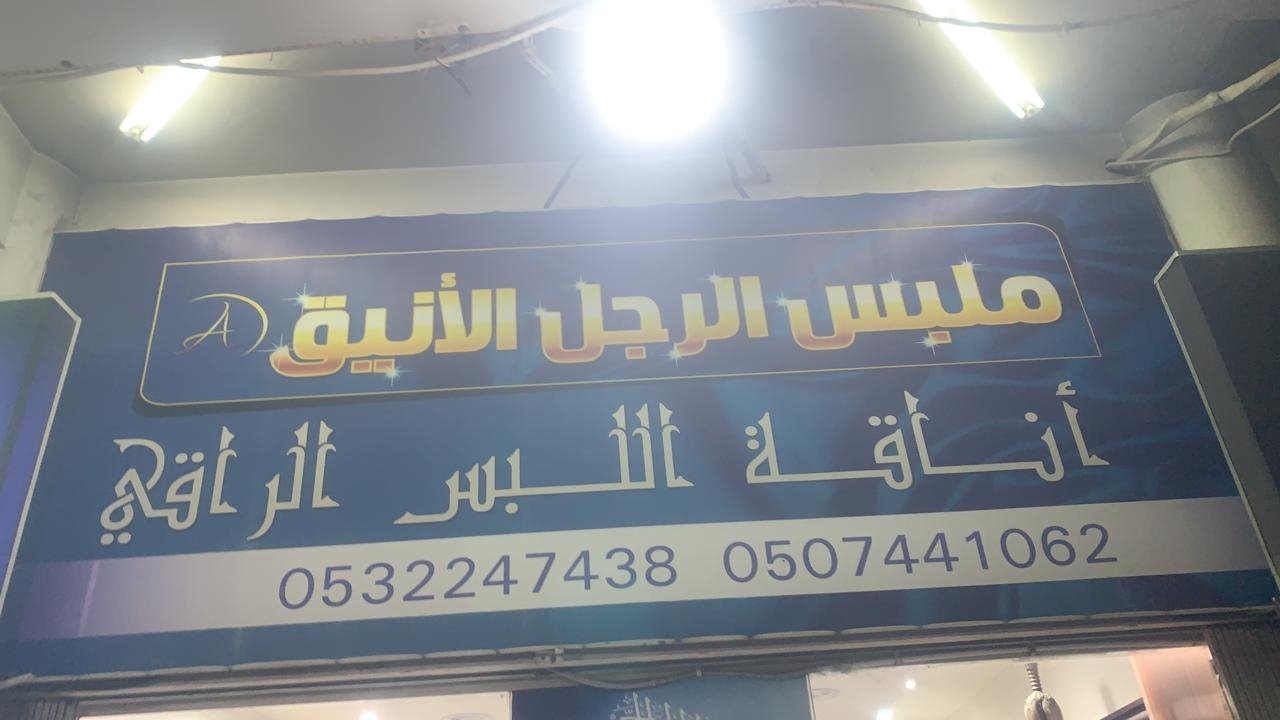 ملبس الرجل الأنيق A
أناقة اللبس الراقي
0532247438 0507441062